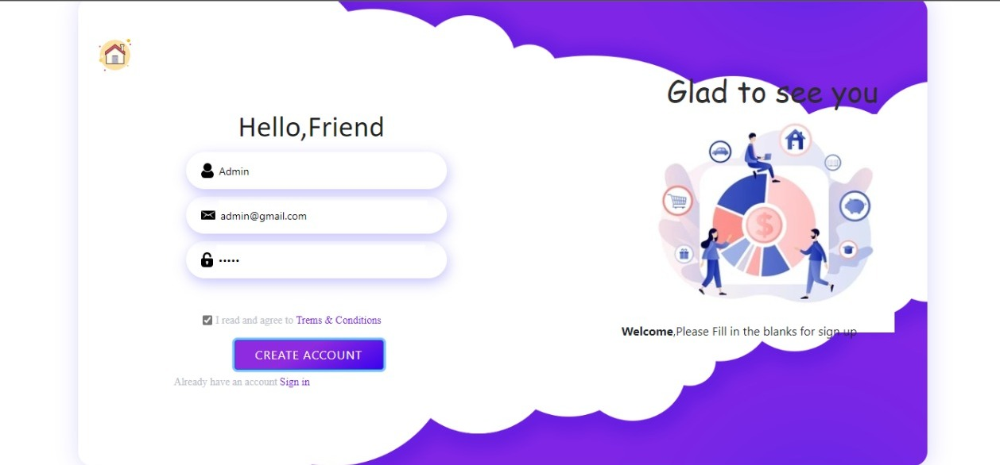 Glad to see you
Hello,Friend
Admin
admin@gmail.com
•••••
I read and agree to Trems & Conditions
CREATE ACCOUNT
Already have an account Sign in
$
Welcome,Please Fill in the blanks for sign up